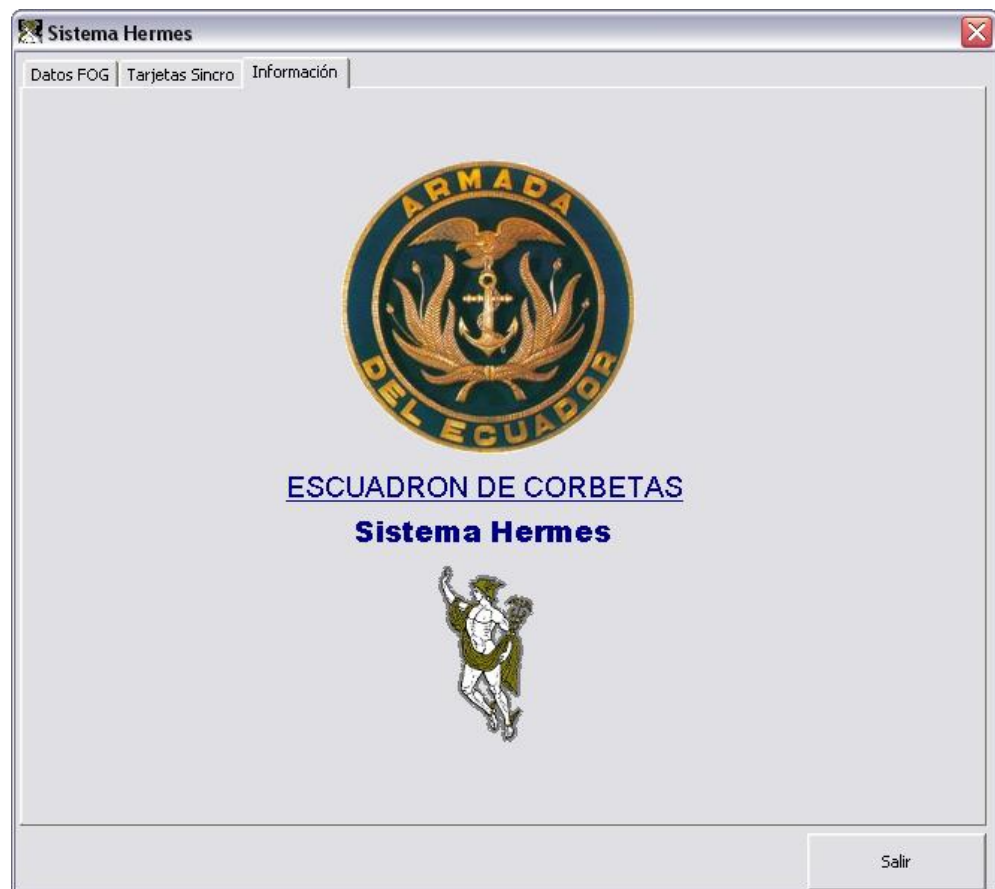 Sistema Hermes
Datos FOG
Tarjetas Sincro
Información
ARMADA
DEL ECUADOR
ESCUADRON DE CORBETAS
Sistema Hermes
Salir